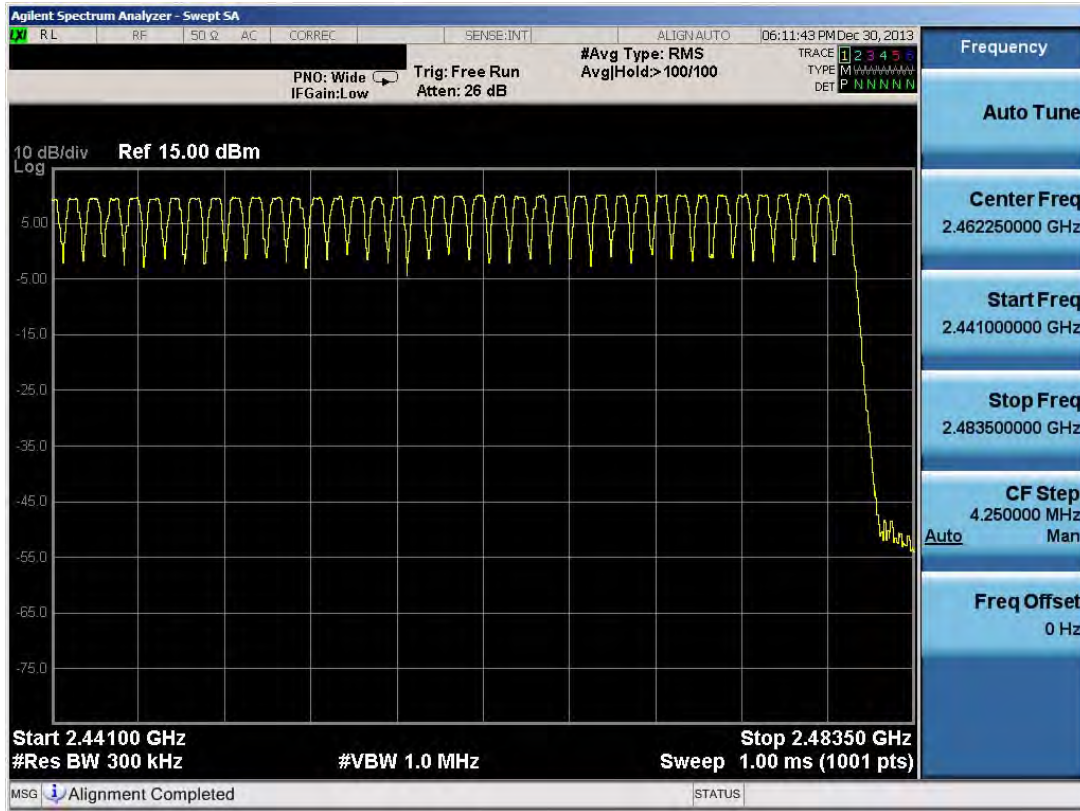 Agilent Spectrum Analyzer - Swept SA
LXI RL RF 50 Ω AC CORREC SENSE:INT ALIGN AUTO 06:11:43 PM Dec 30, 2013
PNO: Wide Trig: Free Run #Avg Type: RMS TRACE 1 2 3 4 5 6
IFGain:Low Atten: 26 dB Avg|Hold:>100/100 TYPE M
DET P N N N N N
10 dB/div Ref 15.00 dBm
Log
5.00
-5.00
-15.0
-25.0
-35.0
-45.0
-55.0
-65.0
-75.0
Start 2.44100 GHz Stop 2.48350 GHz
#Res BW 300 kHz #VBW 1.0 MHz Sweep 1.00 ms (1001 pts)
MSG Alignment Completed STATUS
Frequency
Auto Tune
Center Freq
2.462250000 GHz
Start Freq
2.441000000 GHz
Stop Freq
2.483500000 GHz
CF Step
4.250000 MHz
Auto Man
Freq Offset
0 Hz